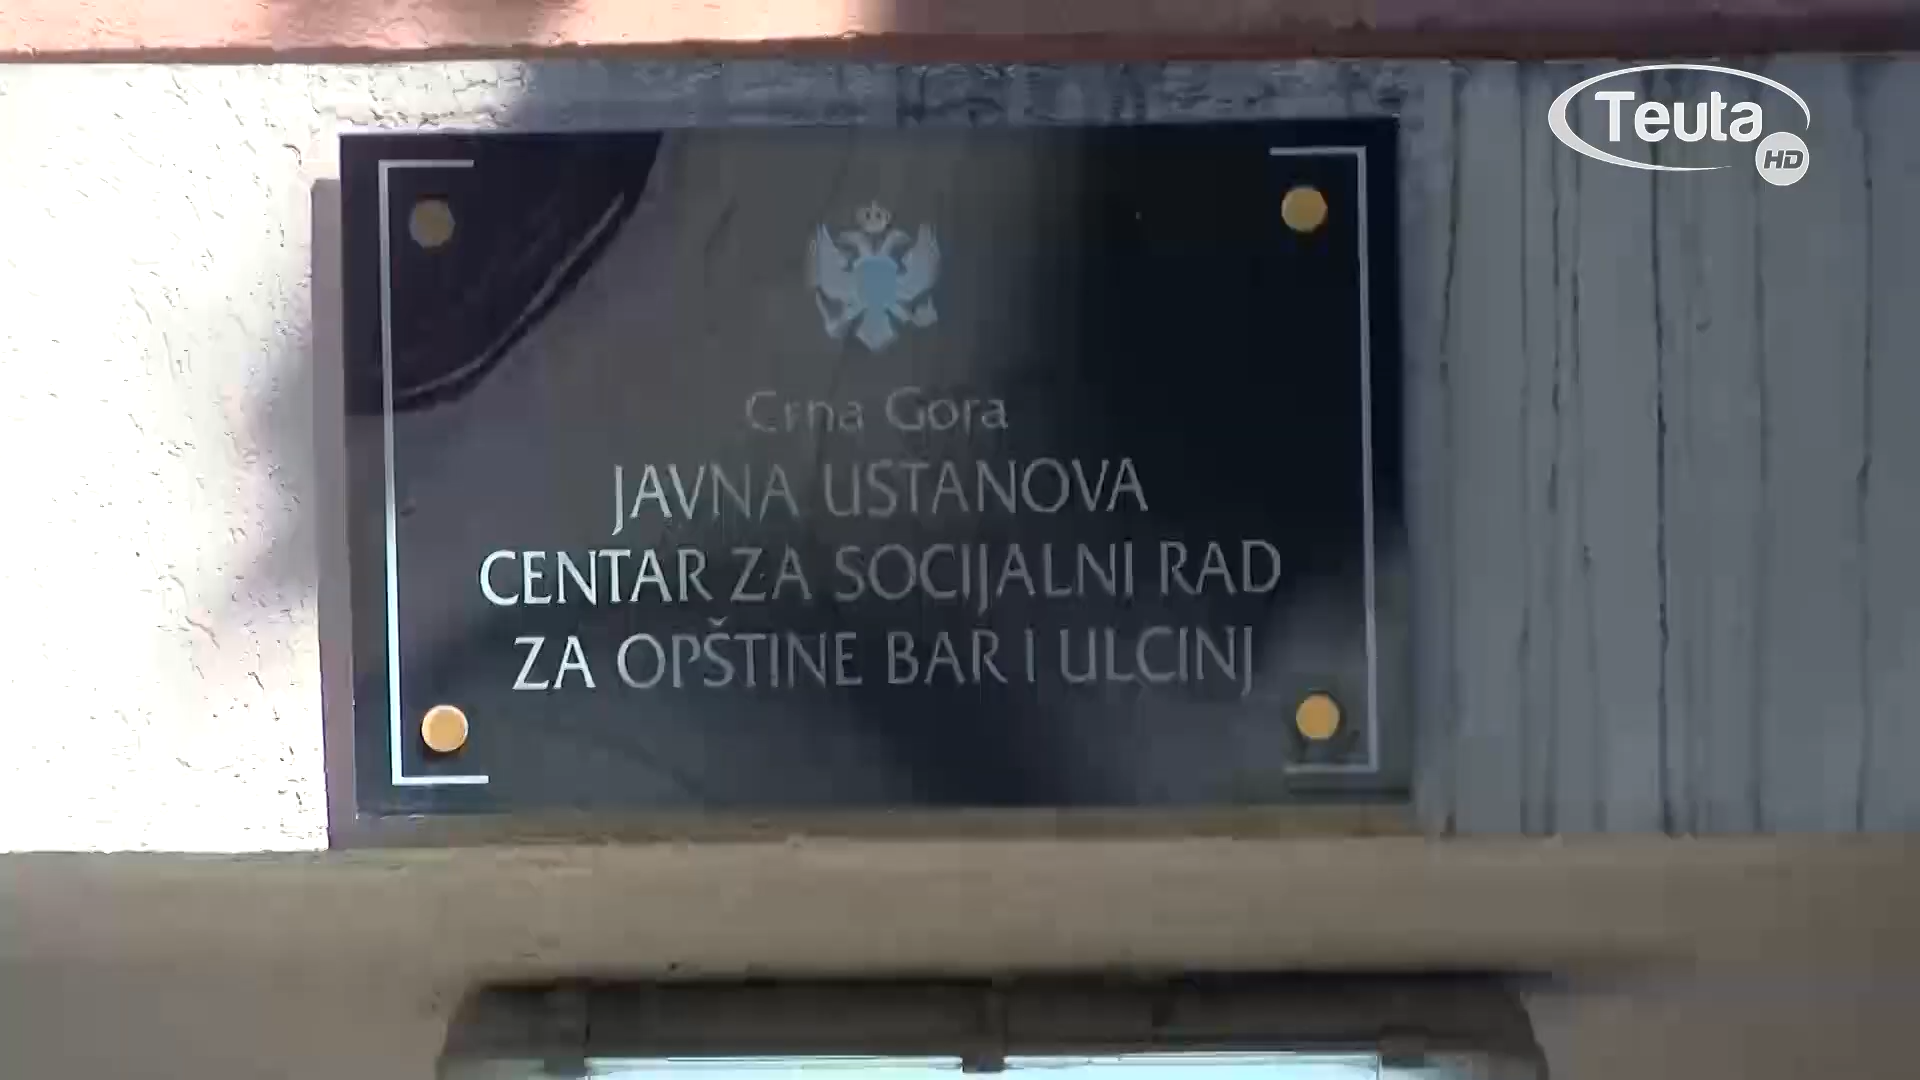 Teuta
HD
Crna Gora
JAVNA USTANOVA
CENTAR ZA SOCIJALNI RAD
ZA OPŠTINE BAR I ULCINJ